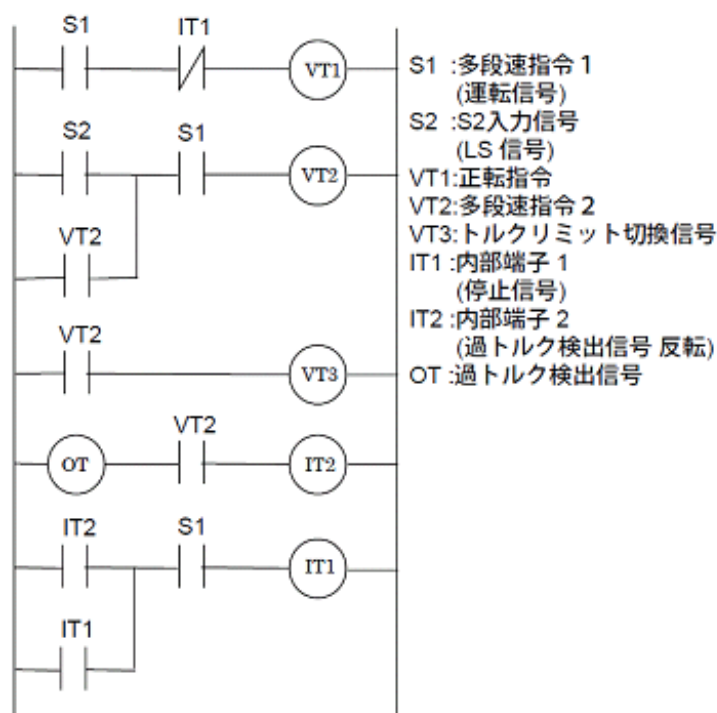 S1 IT1
VT1
S2 S1
VT2
VT2
VT2
VT3
VT2
OT
IT2
IT2 S1
IT1
IT1
S1 :多段速指令 1
(運転信号)
S2 :S2入力信号
(LS 信号)
VT1:正転指令
VT2:多段速指令 2
VT3:トルクリミット切換信号
IT1 :内部端子 1
(停止信号)
IT2 :内部端子 2
(過トルク検出信号 反転)
OT :過トルク検出信号